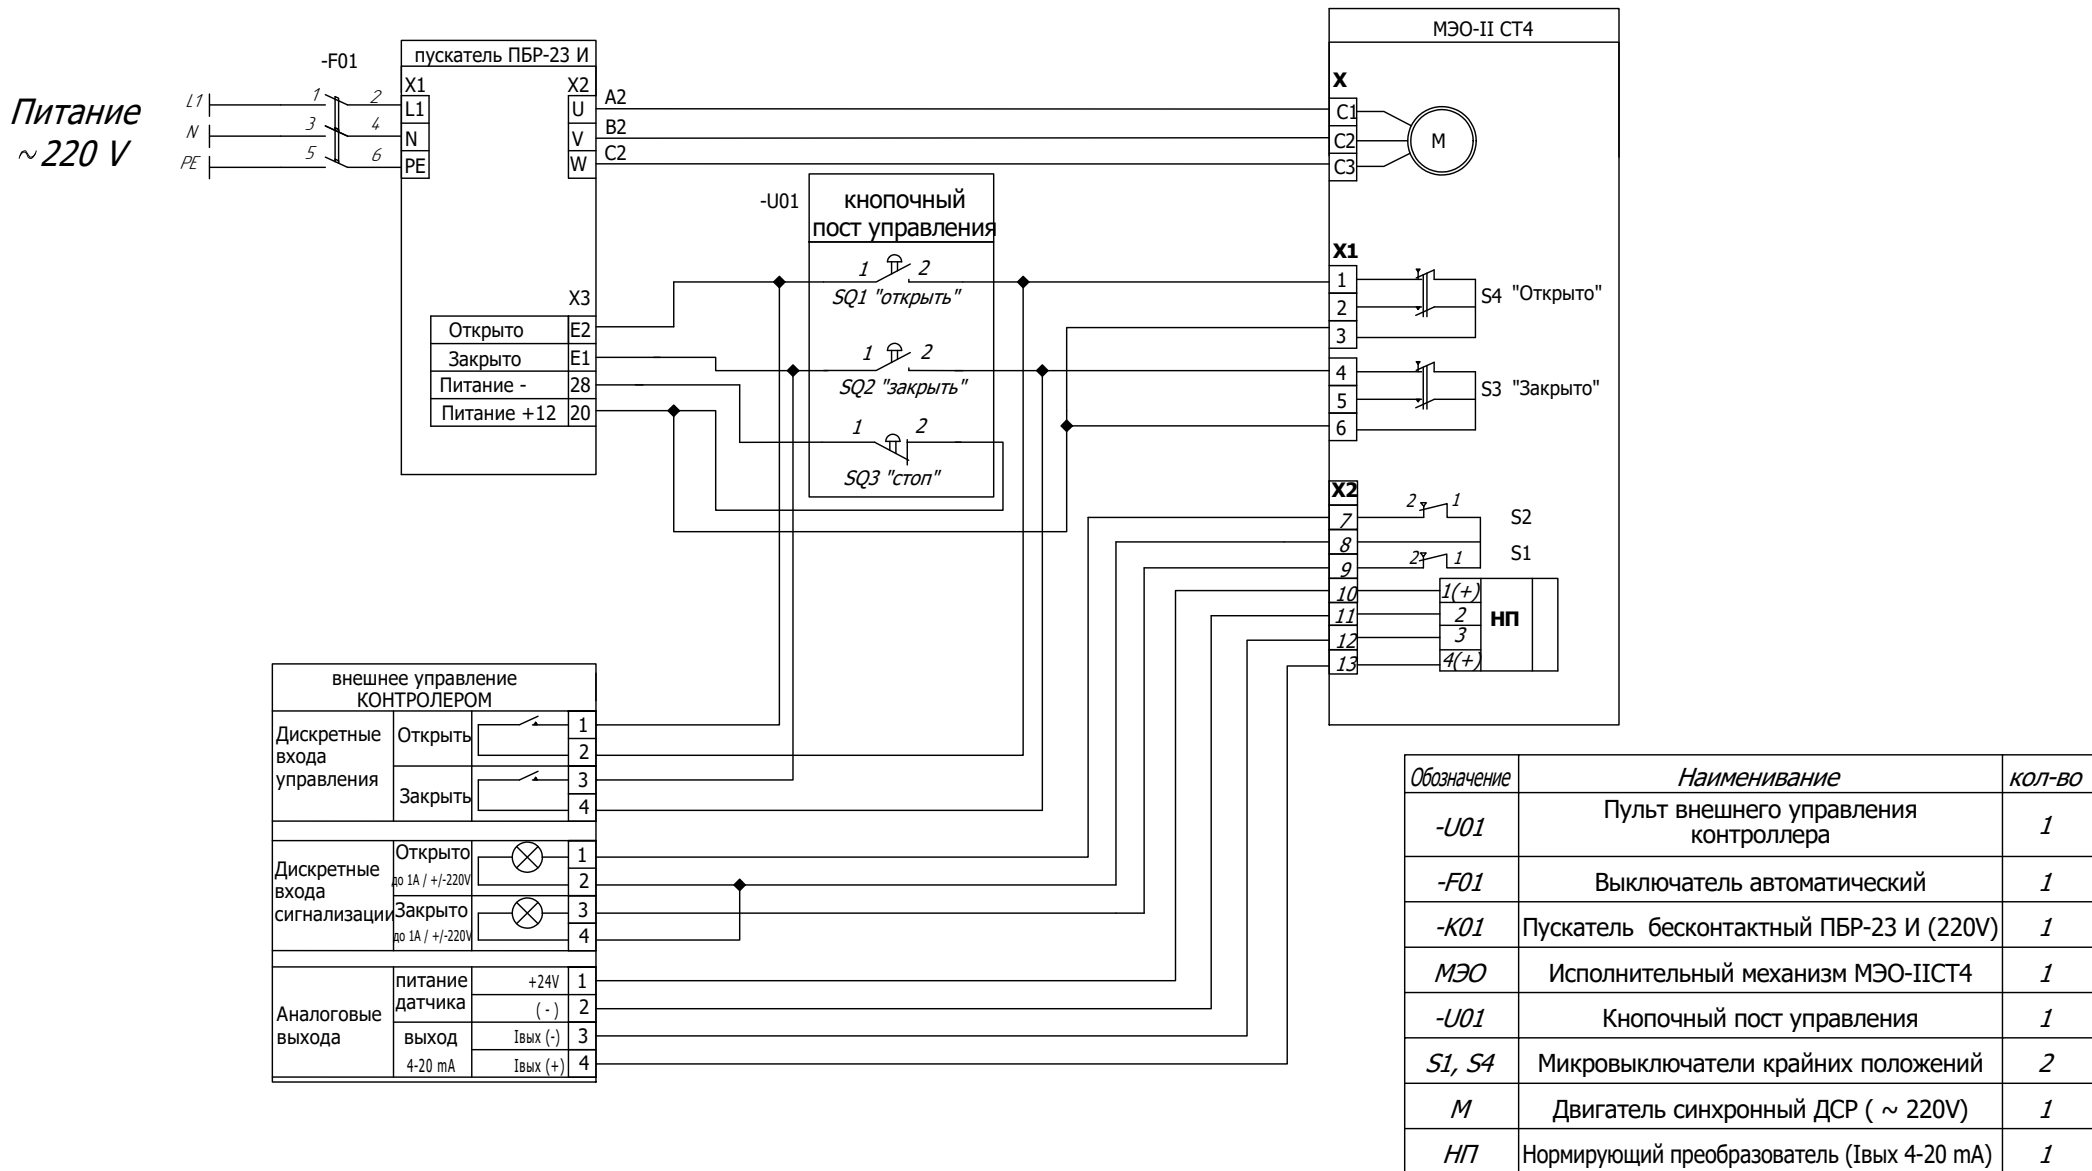 Питание
~220 V
L1
N
PE
-F01
1 2
3 4
5 6
пускатель ПБР-23 И
X1
L1
N
PE
X2
U
V
W
A2
B2
C2
X3
Открыто E2
Закрыто E1
Питание - 28
Питание +12 20
-U01
кнопочный
пост управления
1 2
SQ1 "открыть"
1 2
SQ2 "закрыть"
1 2
SQ3 "стоп"
МЭО-II СТ4
X
C1
C2
C3
M
X1
1
2
3
S4 "Открыто"
4
5
6
S3 "Закрыто"
X2
7
8
9
10
11
12
13
2 1
S2
2 1
S1
1(+)
2
3
4(+)
НП
внешнее управление
КОНТРОЛЕРОМ
Дискретные
входа
управления
Открыть
1
2
Закрыть
3
4
Дискретные
входа
сигнализации
Открыто
до 1А / +/-220V
1
2
Закрыто
до 1А / +/-220V
3
4
Аналоговые
выхода
питание
датчика
+24V 1
( - ) 2
выход
4-20 mA
Iвых (-) 3
Iвых (+) 4
Обозначение Наименивание кол-во
-U01 Пульт внешнего управления
контроллера 1
-F01 Выключатель автоматический 1
-K01 Пускатель бесконтактный ПБР-23 И (220V) 1
МЭО Исполнительный механизм МЭО-IIСТ4 1
-U01 Кнопочный пост управления 1
S1, S4 Микровыключатели крайних положений 2
M Двигатель синхронный ДСР ( ~ 220V) 1
НП Нормирующий преобразователь (Iвых 4-20 mA) 1